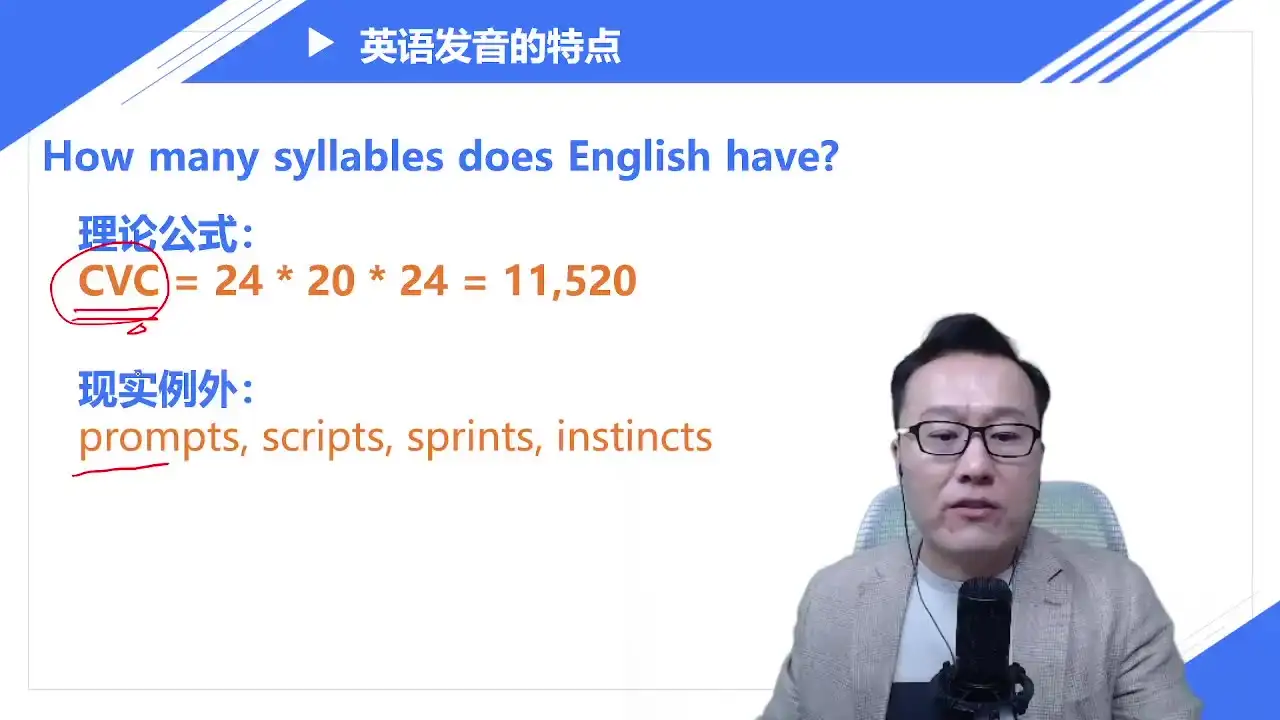 英语发音的特点
How many syllables does English have?
理论公式：
CVC = 24 * 20 * 24 = 11,520
现实例外：
prompts, scripts, sprints, instincts